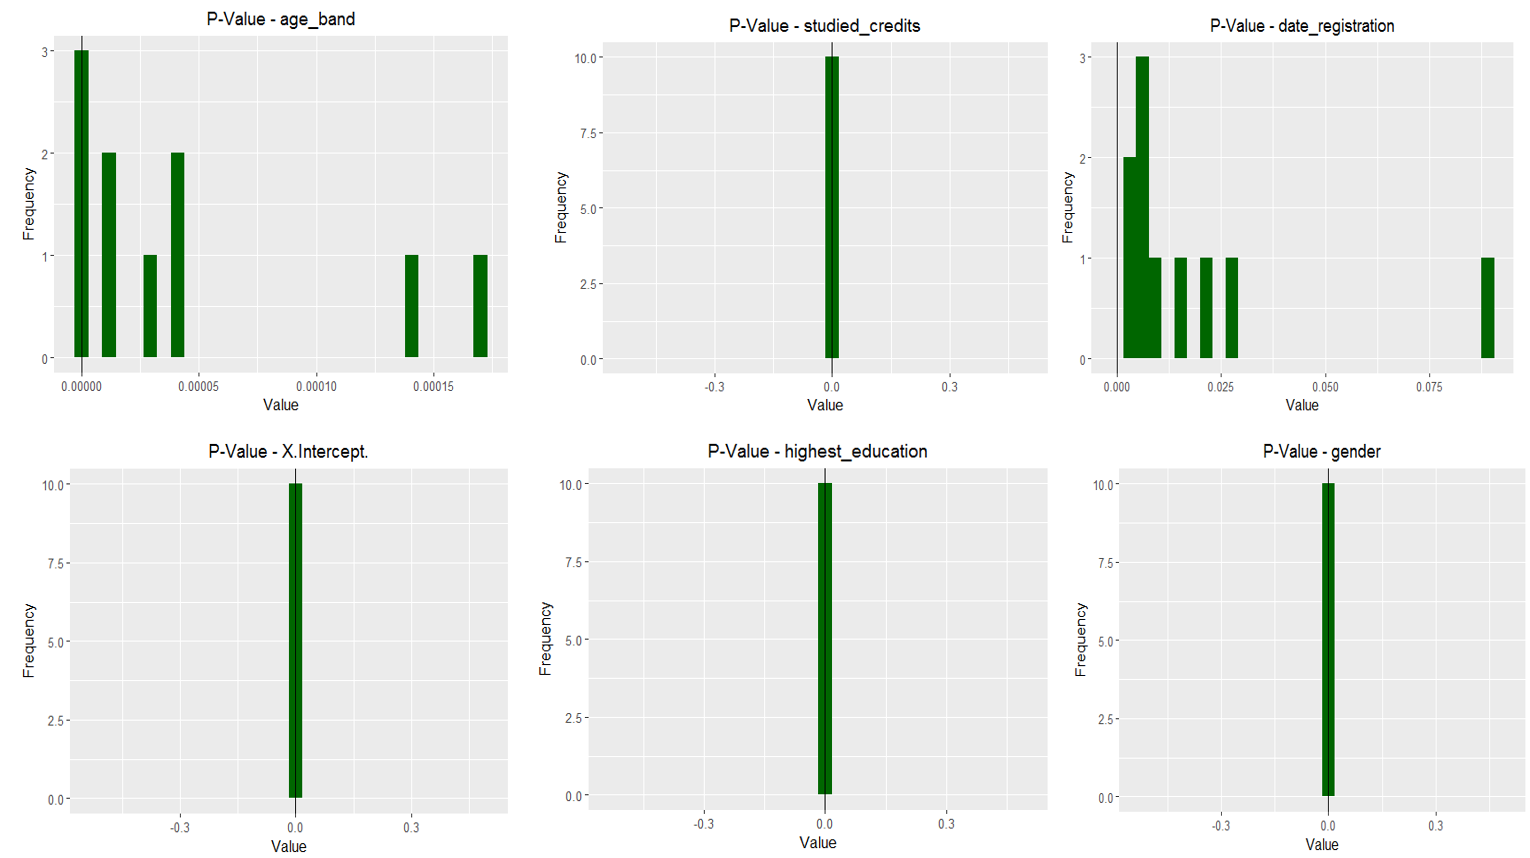 P-Value - age_band
Frequency
3
2
1
0
0.00000 0.00005 0.00010 0.00015
Value
P-Value - studied_credits
Frequency
10.0
7.5
5.0
2.5
0.0
-0.3 0.0 0.3
Value
P-Value - date_registration
Frequency
3
2
1
0
0.000 0.025 0.050 0.075
Value
P-Value - X.Intercept.
Frequency
10.0
7.5
5.0
2.5
0.0
-0.3 0.0 0.3
Value
P-Value - highest_education
Frequency
10.0
7.5
5.0
2.5
0.0
-0.3 0.0 0.3
Value
P-Value - gender
Frequency
10.0
7.5
5.0
2.5
0.0
-0.3 0.0 0.3
Value